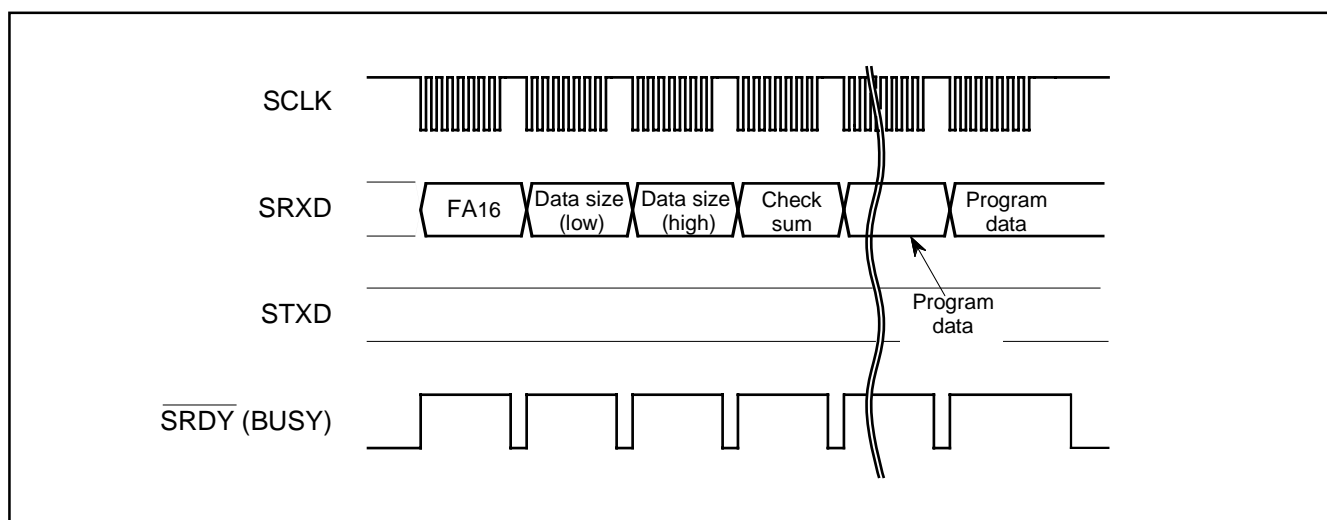 SCLK
SRXD
FA16
Data size
(low)
Data size
(high)
Check
sum
Program
data
STXD
Program
data
SRDY (BUSY)